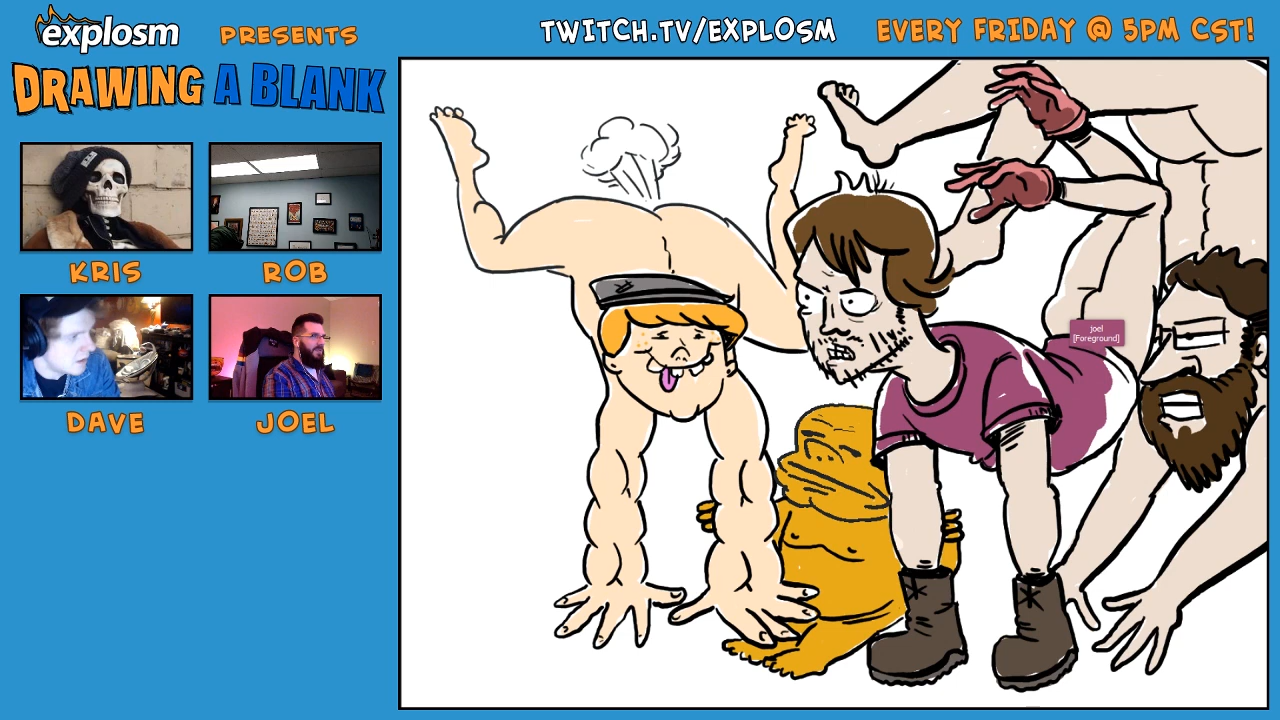 explosm PRESENTS
DRAWING A BLANK
TWITCH.TV/EXPLOSM EVERY FRIDAY @ 5PM CST!
KRIS ROB
DAVE JOEL
joel
[Foreground]